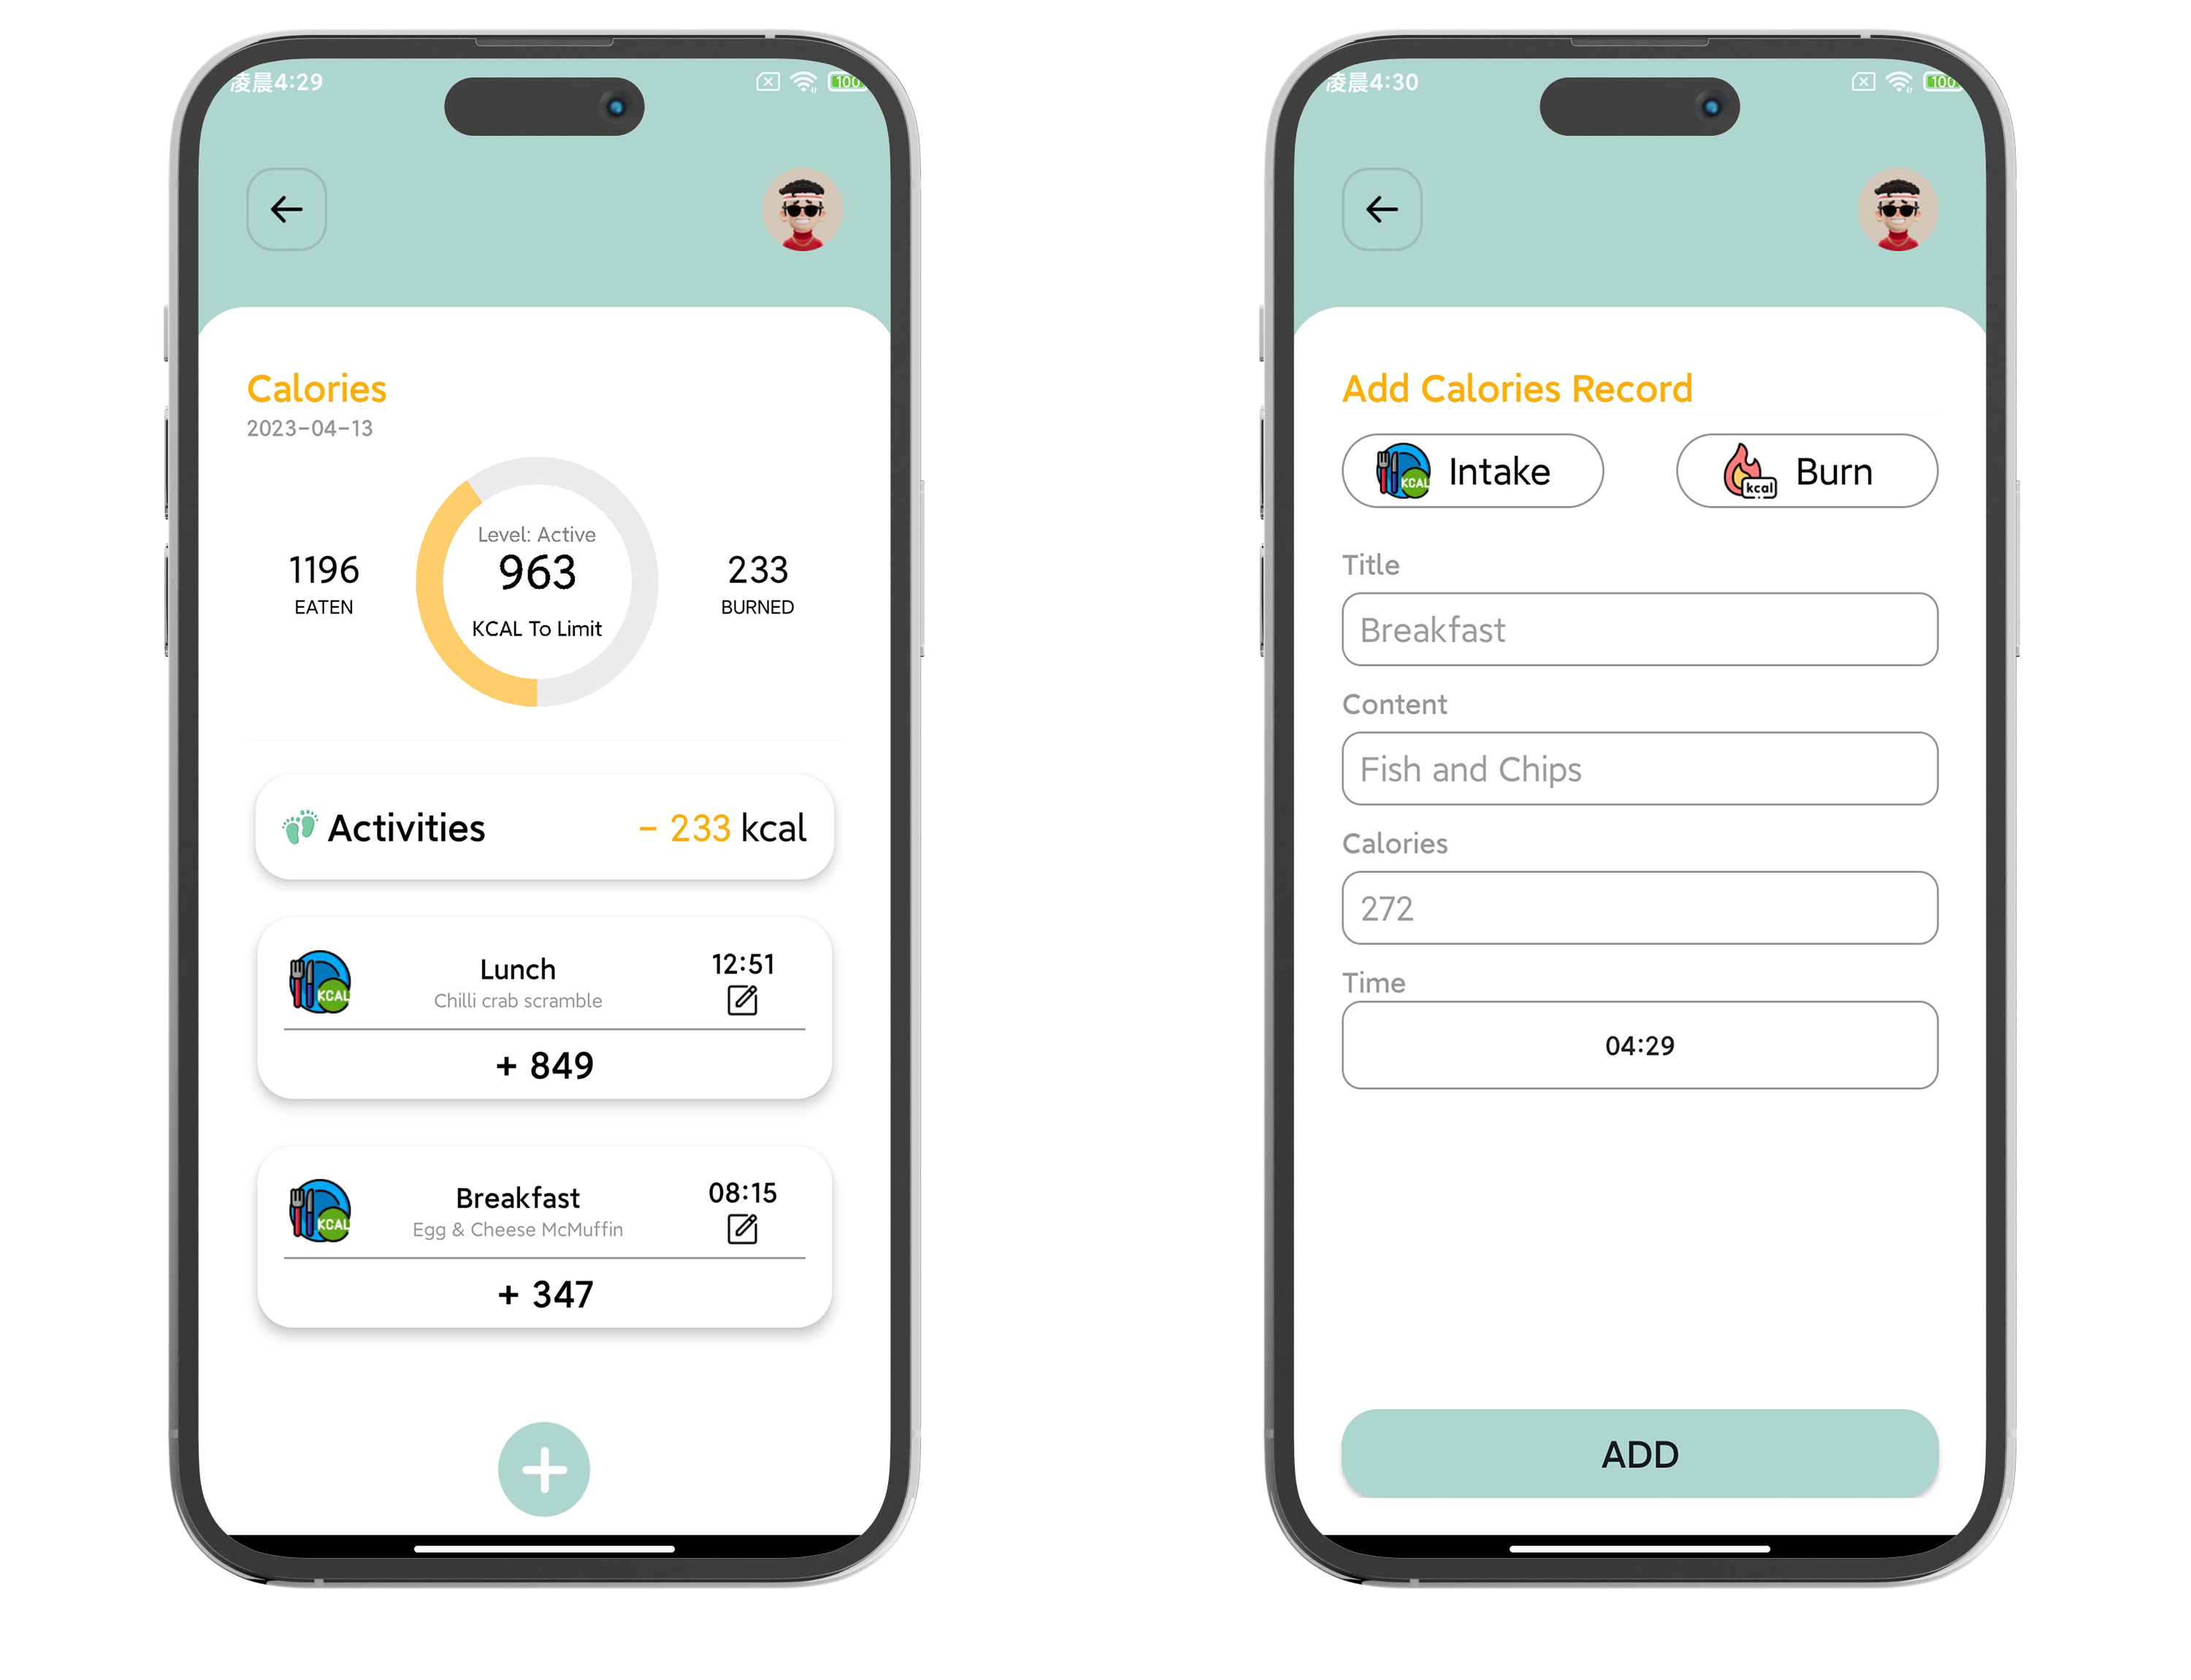 凌晨4:29
100
Calories
2023-04-13
Level: Active
963
KCAL To Limit
1196
EATEN
233
BURNED
Activities
- 233 kcal
KCAL
Lunch
Chilli crab scramble
12:51
+ 849
KCAL
Breakfast
Egg & Cheese McMuffin
08:15
+ 347
凌晨4:30
100
Add Calories Record
KCAL
Intake
kcal
Burn
Title
Breakfast
Content
Fish and Chips
Calories
272
Time
04:29
ADD